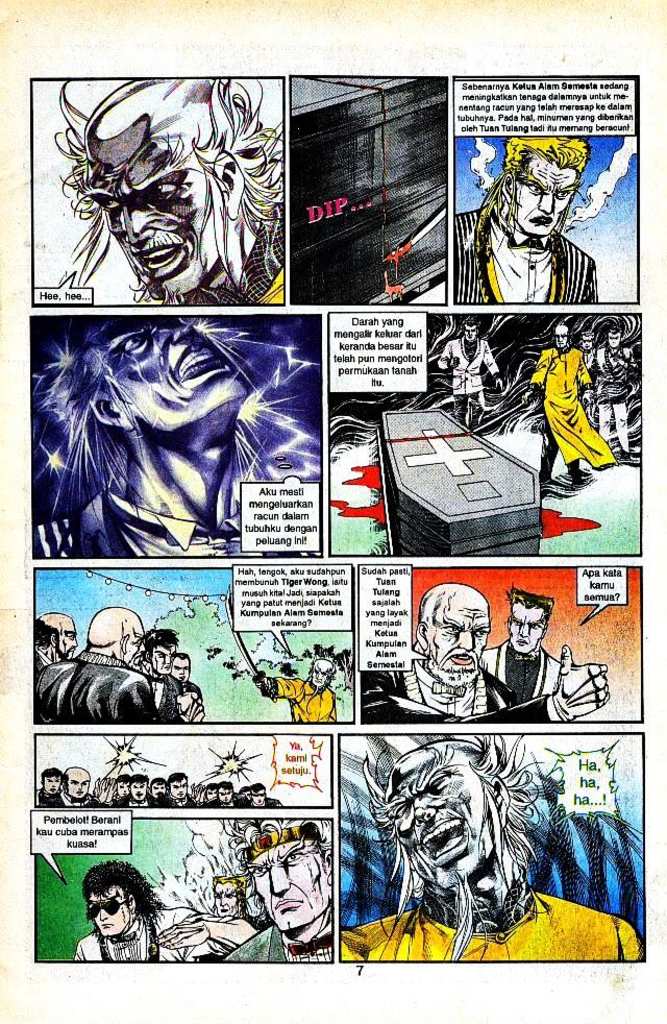 Hee, hee...
DIP...
Sebenarnya Ketua Alam Semesta sedang
meningkatkan tenaga dalamnya untuk me-
nentang racun yang telah meresap ke dalam
tubuhnya. Pada hal, minuman yang diberikan
oleh Tuan Tulang tadi itu memang beracun!
Aku mesti
mengeluarkan
racun dalam
tubuhku dengan
peluang ini!
Darah yang
mengalir keluar dari
keranda besar itu
telah pun mengotori
permukaan tanah
itu.
Hah, tengok, aku sudahpun
membunuh Tiger Wong, iaitu
musuh kita! Jadi, siapakah
yang patut menjadi Ketua
Kumpulan Alam Semesta
sekarang?
Sudah pasti,
Tuan
Tulang
sajalah
yang layak
menjadi
Ketua
Kumpulan
Alam
Semesta!
Apa kata
kamu
semua?
Ya,
kami
setuju.
Pembelot! Berani
kau cuba merampas
kuasa!
Ha,
ha,
ha...!
7